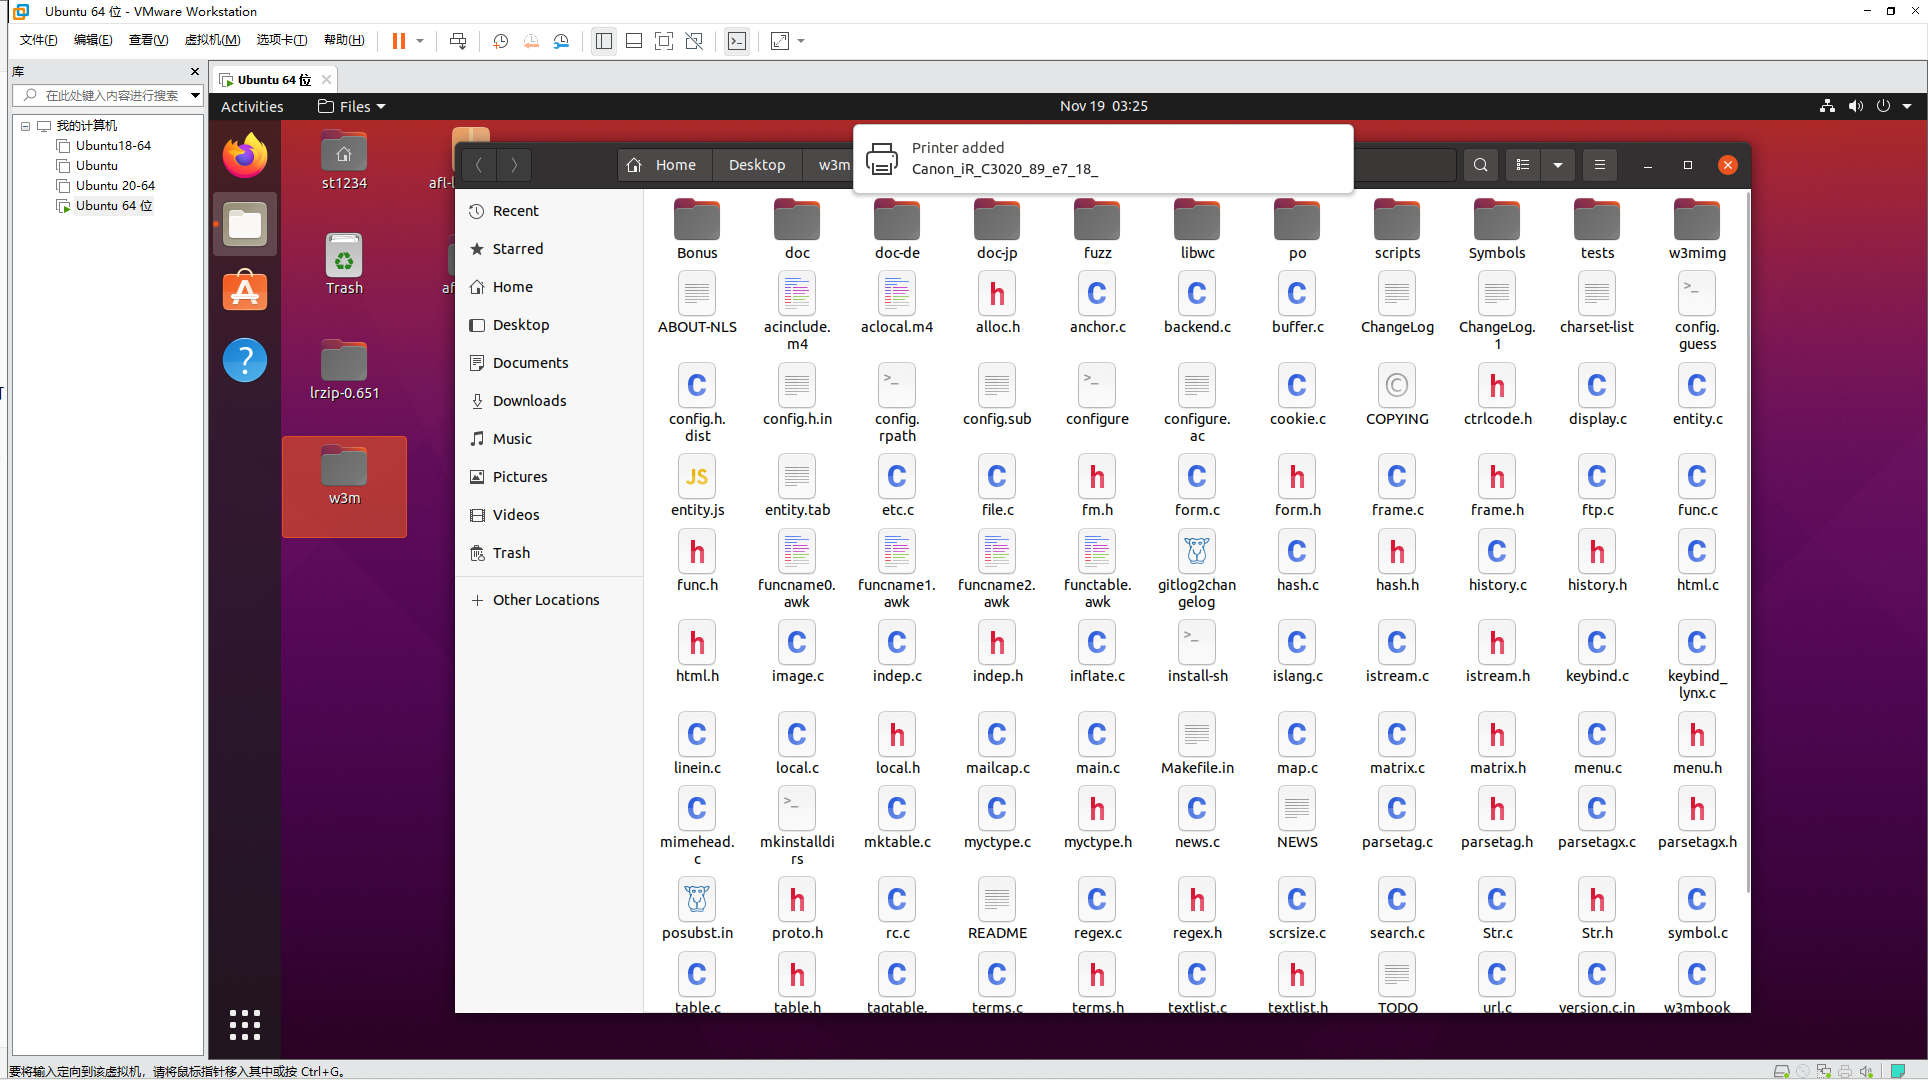 Ubuntu 64 位 - VMware Workstation
文件(F) 编辑(E) 查看(V) 虚拟机(M) 选项卡(T) 帮助(H)
库
在此处键入内容进行搜索
我的计算机
Ubuntu18-64
Ubuntu
Ubuntu 20-64
Ubuntu 64 位
Ubuntu 64 位
Activities Files Nov 19 03:25
Printer added
Canon_iR_C3020_89_e7_18_
Home Desktop w3m
st1234
Trash
lrzip-0.651
w3m
Recent
Starred
Home
Desktop
Documents
Downloads
Music
Pictures
Videos
Trash
Other Locations
Bonus doc doc-de doc-jp fuzz libwc po scripts Symbols tests w3mimg
ABOUT-NLS acinclude. aclocal.m4 alloc.h anchor.c backend.c buffer.c ChangeLog ChangeLog. charset-list config.
m4 1 guess
config.h. config.h.in config. config.sub configure configure. cookie.c COPYING ctrlcode.h display.c entity.c
dist rpath ac
JS
entity.js entity.tab etc.c file.c fm.h form.c form.h frame.c frame.h ftp.c func.c
func.h funcname0. funcname1. funcname2. functable. gitlog2chan hash.c hash.h history.c history.h html.c
awk awk awk awk gelog
html.h image.c indep.c indep.h inflate.c install-sh islang.c istream.c istream.h keybind.c keybind_
lynx.c
linein.c local.c local.h mailcap.c main.c Makefile.in map.c matrix.c matrix.h menu.c menu.h
mimehead. mkinstalldi mktable.c myctype.c myctype.h news.c NEWS parsetag.c parsetag.h parsetagx.c parsetagx.h
c rs
posubst.in proto.h rc.c README regex.c regex.h scrsize.c search.c Str.c Str.h symbol.c
table.c table.h tagtable. terms.c terms.h textlist.c textlist.h TODO url.c version.c.in w3mbook
要将输入定向到该虚拟机，请将鼠标指针移入其中或按 Ctrl+G。